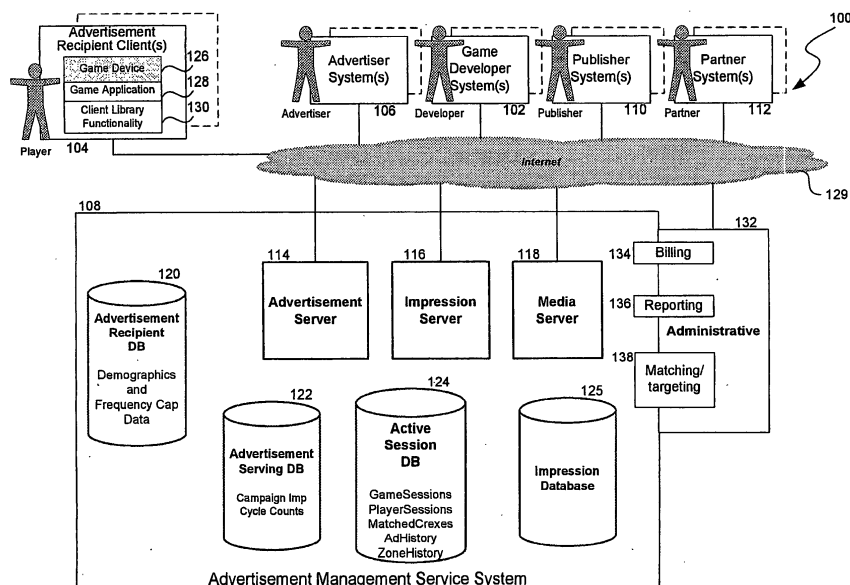 Advertisement
Recipient Client(s)
Game Device
Game Application
Client Library
Functionality
126
128
130
Player
104
Advertiser
System(s)
Advertiser
106
Game
Developer
System(s)
Developer
102
Publisher
System(s)
Publisher
110
Partner
System(s)
Partner
112
100
Internet
129
108
132
114
Advertisement
Server
116
Impression
Server
118
Media
Server
134
Billing
136
Reporting
Administrative
138
Matching/
targeting
120
Advertisement
Recipient
DB
Demographics
and
Frequency Cap
Data
122
Advertisement
Serving DB
Campaign Imp
Cycle Counts
124
Active
Session
DB
GameSessions
PlayerSessions
MatchedCrexes
AdHistory
ZoneHistory
125
Impression
Database
Advertisement Management Service System